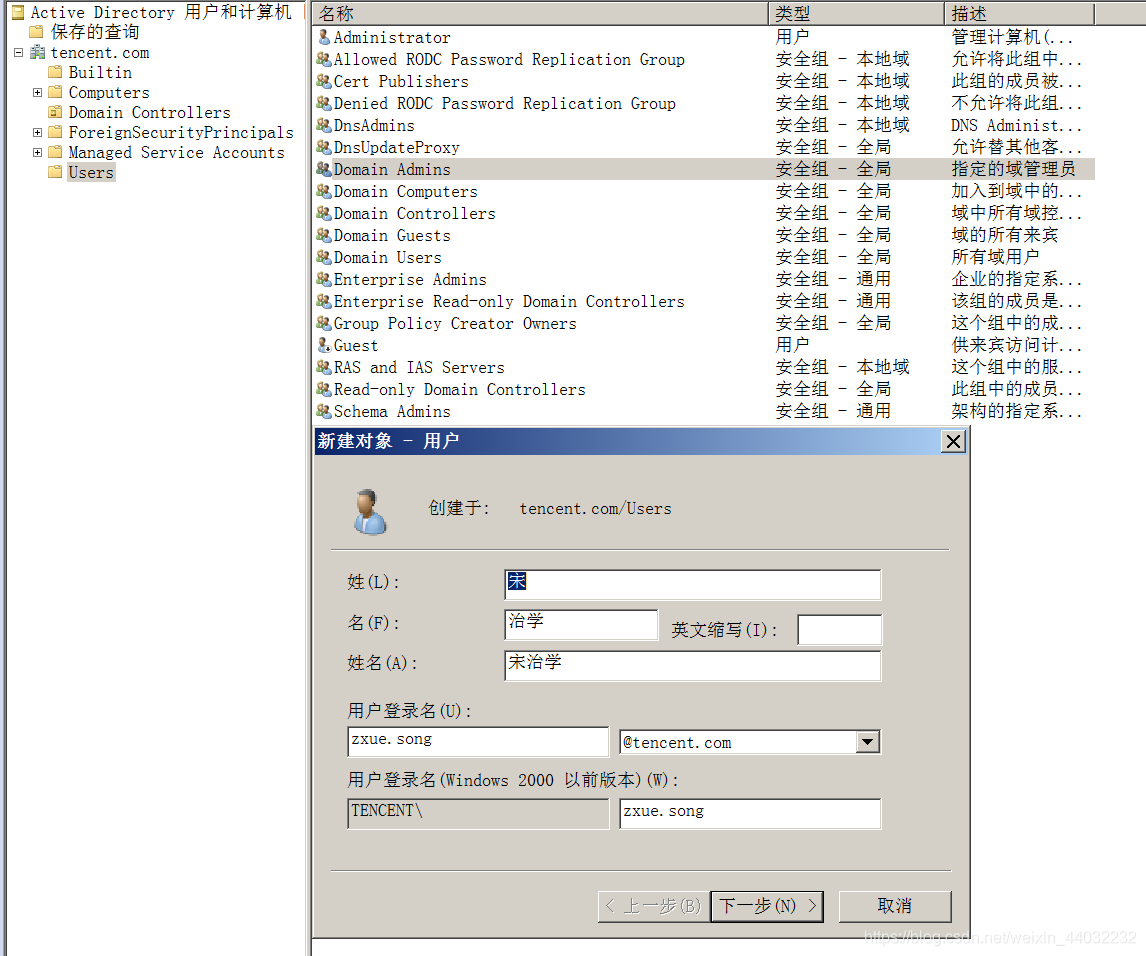 Active Directory 用户和计算机
保存的查询
tencent.com
Builtin
Computers
Domain Controllers
ForeignSecurityPrincipals
Managed Service Accounts
Users
名称 类型 描述
Administrator 用户 管理计算机(...
Allowed RODC Password Replication Group 安全组 - 本地域 允许将此组中...
Cert Publishers 安全组 - 本地域 此组的成员被...
Denied RODC Password Replication Group 安全组 - 本地域 不允许将此组...
DnsAdmins 安全组 - 本地域 DNS Administ...
DnsUpdateProxy 安全组 - 全局 允许替其他客...
Domain Admins 安全组 - 全局 指定的域管理员
Domain Computers 安全组 - 全局 加入到域中的...
Domain Controllers 安全组 - 全局 域中所有域控...
Domain Guests 安全组 - 全局 域的所有来宾
Domain Users 安全组 - 全局 所有域用户
Enterprise Admins 安全组 - 通用 企业的指定系...
Enterprise Read-only Domain Controllers 安全组 - 通用 该组的成员是...
Group Policy Creator Owners 安全组 - 全局 这个组中的成...
Guest 用户 供来宾访问计...
RAS and IAS Servers 安全组 - 本地域 这个组中的服...
Read-only Domain Controllers 安全组 - 全局 此组中的成员...
Schema Admins 安全组 - 通用 架构的指定系...
新建对象 - 用户
创建于: tencent.com/Users
姓(L): 宋
名(F): 治学 英文缩写(I):
姓名(A): 宋治学
用户登录名(U):
zxue.song @tencent.com
用户登录名(Windows 2000 以前版本)(W):
TENCENT\ zxue.song
< 上一步(B) 下一步(N) > 取消
https://blog.csdn.net/weixin_44032232